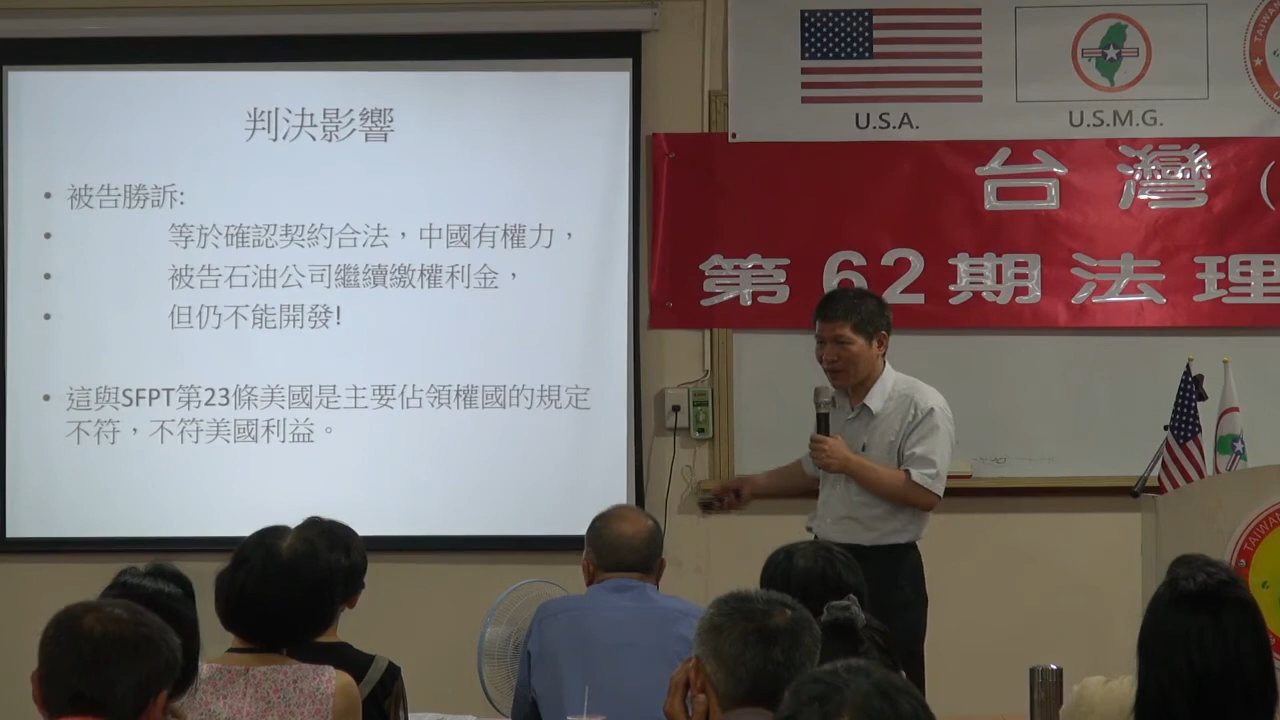 判決影響
• 被告勝訴:
• 等於確認契約合法，中國有權力，
• 被告石油公司繼續繳權利金，
• 但仍不能開發!
• 這與SFPT第23條美國是主要佔領權國的規定
不符，不符美國利益。
U.S.A.
U.S.M.G.
台灣(
第62期法理
TAIWAN
TAIWAN